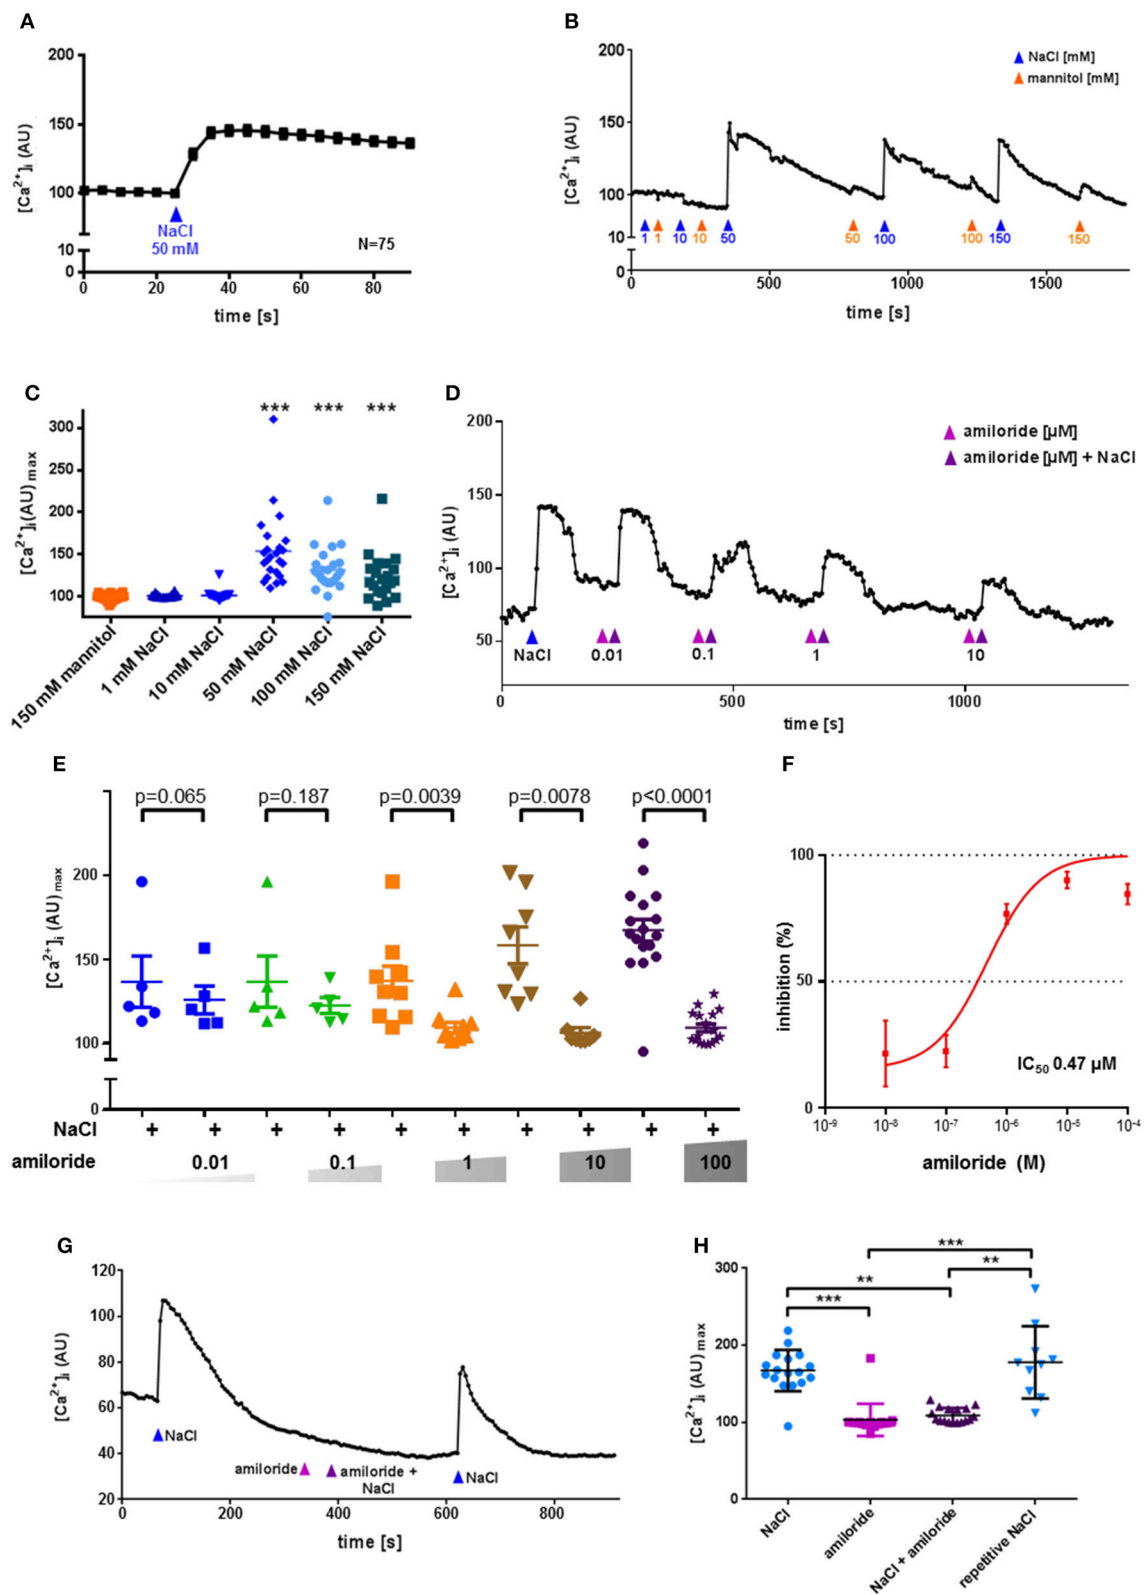 A
[Ca²⁺]ᵢ (AU)
200
150
100
10
0
NaCl
50 mM
N=75
0 20 40 60 80
time [s]
B
[Ca²⁺]ᵢ (AU)
200
150
100
10
0
NaCl [mM]
mannitol [mM]
1 1 10 10 50 50 100 100 150 150
0 500 1000 1500
time [s]
C
[Ca²⁺]ᵢ(AU) max
300
250
200
150
100
*** *** ***
150 mM mannitol
1 mM NaCl
10 mM NaCl
50 mM NaCl
100 mM NaCl
150 mM NaCl
D
[Ca²⁺]ᵢ (AU)
200
150
100
50
amiloride [µM]
amiloride [µM] + NaCl
NaCl 0.01 0.1 1 10
0 500 1000
time [s]
E
p=0.065 p=0.187 p=0.0039 p=0.0078 p<0.0001
[Ca²⁺]ᵢ (AU) max
200
150
100
0
NaCl + + + + + + + + + +
amiloride 0.01 0.1 1 10 100
F
inhibition (%)
100
50
0
IC₅₀ 0.47 µM
10⁻⁹ 10⁻⁸ 10⁻⁷ 10⁻⁶ 10⁻⁵ 10⁻⁴
amiloride (M)
G
[Ca²⁺]ᵢ (AU)
120
100
80
60
40
20
NaCl
amiloride
amiloride +
NaCl
NaCl
0 200 400 600 800
time [s]
H
[Ca²⁺]ᵢ (AU) max
300
200
100
0
***
**
**
***
NaCl
amiloride
NaCl + amiloride
repetitive NaCl